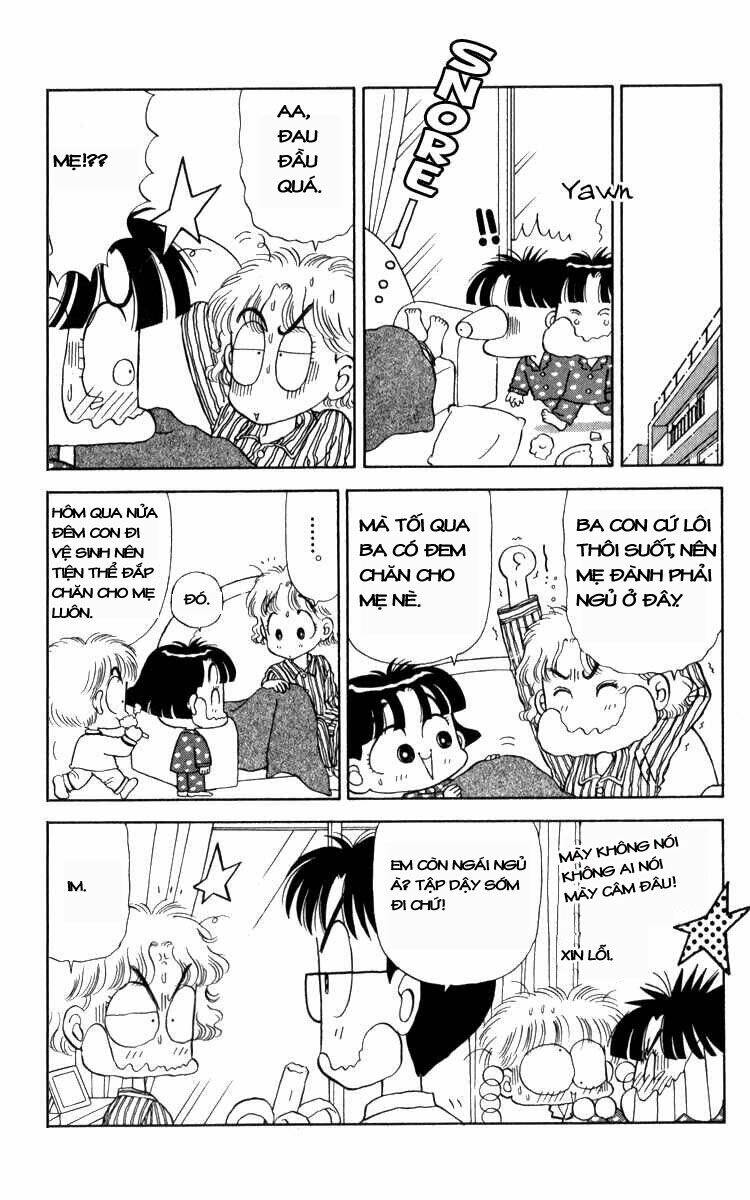 Yawn
!!
SNORE—
AA,
ĐAU
ĐẦU
QUÁ.
MẸ!??
BA CON CỨ LÔI
THÔI SUỐT, NÊN
MẸ ĐÀNH PHẢI
NGỦ Ở ĐÂY.
MÀ TỐI QUA
BA CÓ ĐEM
CHĂN CHO
MẸ NÈ.
ĐÓ.
HÔM QUA NỬA
ĐÊM CON ĐI
VỆ SINH NÊN
TIỆN THỂ ĐẮP
CHĂN CHO MẸ
LUÔN.
MÀY KHÔNG NÓI
KHÔNG AI NÓI
MÀY CÂM ĐÂU!
XIN LỖI.
EM CÒN NGÁI NGỦ
À? TẬP DẬY SỚM
ĐI CHỨ!
IM.